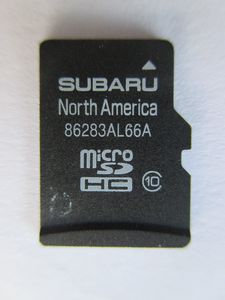 SUBARU
North America
86283AL66A
micro
SD
HC 10